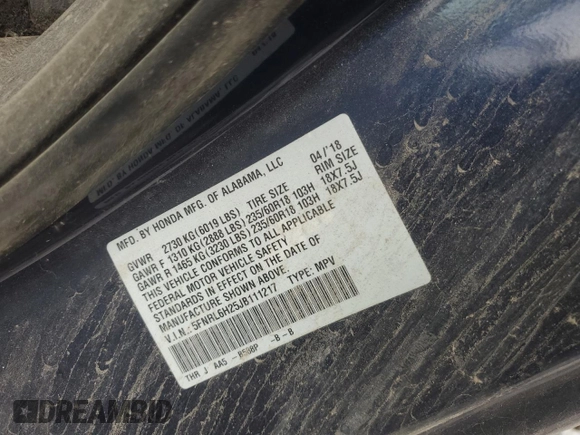 MFD. BY HONDA MFG. OF ALABAMA, LLC 04/'18
GVWR 2730 KG(6019 LBS) TIRE SIZE RIM SIZE
GAWR F 1310 KG(2888 LBS)235/60R18 103H 18X7.5J
GAWR R 1465 KG(3230 LBS)235/60R18 103H 18X7.5J
THIS VEHICLE CONFORMS TO ALL APPLICABLE
FEDERAL MOTOR VEHICLE SAFETY
STANDARDS IN EFFECT ON THE DATE OF
MANUFACTURE SHOWN ABOVE.
V.I.N.: 5FNRL6H25JB111217 TYPE: MPV
THR J AAS -B588P -B-B
DREAMBID